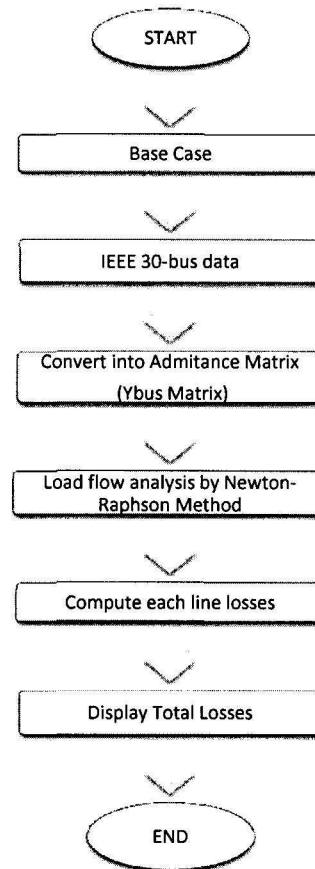 START
Base Case
IEEE 30-bus data
Convert into Admitance Matrix
(Ybus Matrix)
Load flow analysis by Newton-
Raphson Method
Compute each line losses
Display Total Losses
END